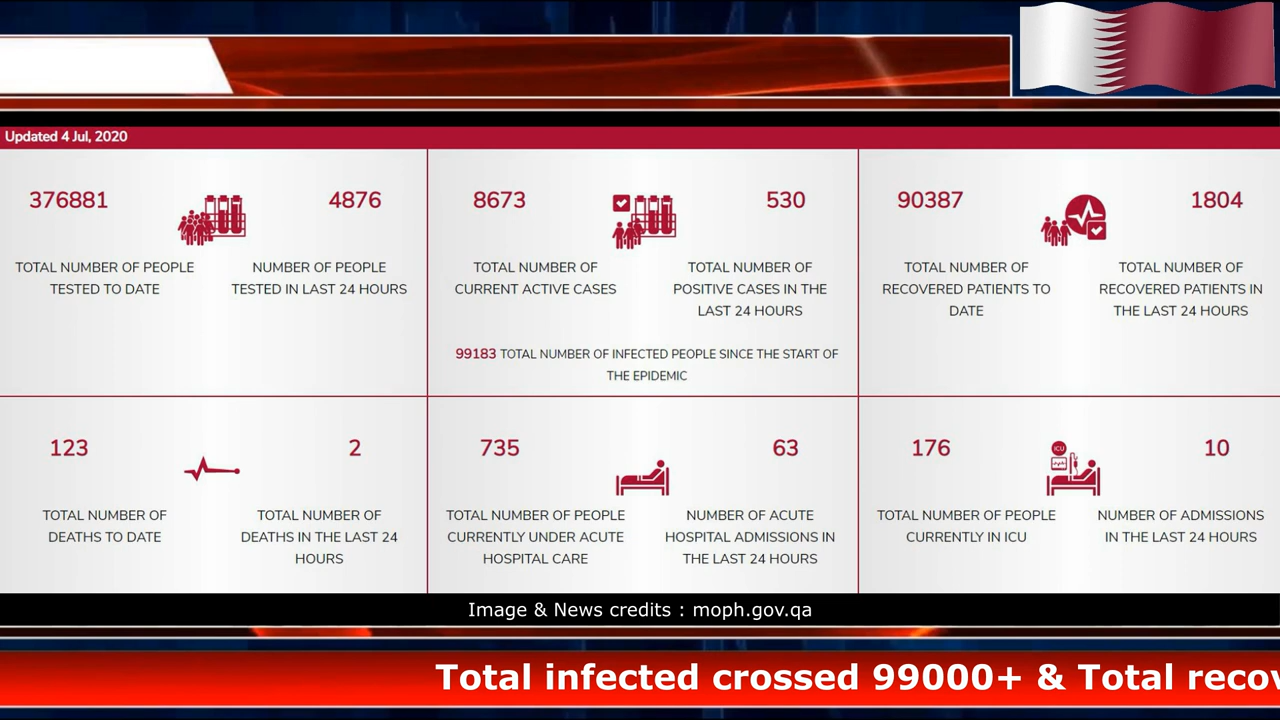 Updated 4 Jul, 2020
376881
TOTAL NUMBER OF PEOPLE
TESTED TO DATE
4876
NUMBER OF PEOPLE
TESTED IN LAST 24 HOURS
8673
TOTAL NUMBER OF
CURRENT ACTIVE CASES
530
TOTAL NUMBER OF
POSITIVE CASES IN THE
LAST 24 HOURS
99183 TOTAL NUMBER OF INFECTED PEOPLE SINCE THE START OF
THE EPIDEMIC
90387
TOTAL NUMBER OF
RECOVERED PATIENTS TO
DATE
1804
TOTAL NUMBER OF
RECOVERED PATIENTS IN
THE LAST 24 HOURS
123
TOTAL NUMBER OF
DEATHS TO DATE
2
TOTAL NUMBER OF
DEATHS IN THE LAST 24
HOURS
735
TOTAL NUMBER OF PEOPLE
CURRENTLY UNDER ACUTE
HOSPITAL CARE
63
NUMBER OF ACUTE
HOSPITAL ADMISSIONS IN
THE LAST 24 HOURS
176
TOTAL NUMBER OF PEOPLE
CURRENTLY IN ICU
ICU
10
NUMBER OF ADMISSIONS
IN THE LAST 24 HOURS
Image & News credits : moph.gov.qa
Total infected crossed 99000+ & Total recov